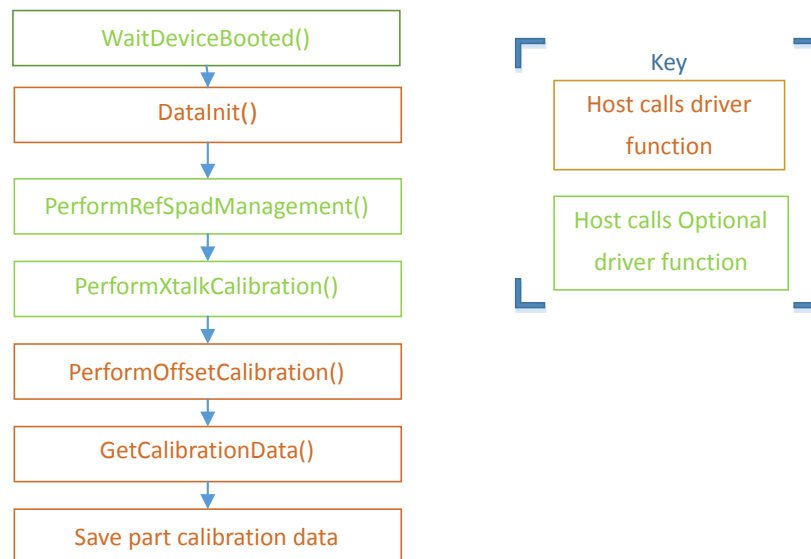 WaitDeviceBooted()
DataInit()
PerformRefSpadManagement()
PerformXtalkCalibration()
PerformOffsetCalibration()
GetCalibrationData()
Save part calibration data
Key
Host calls driver
function
Host calls Optional
driver function